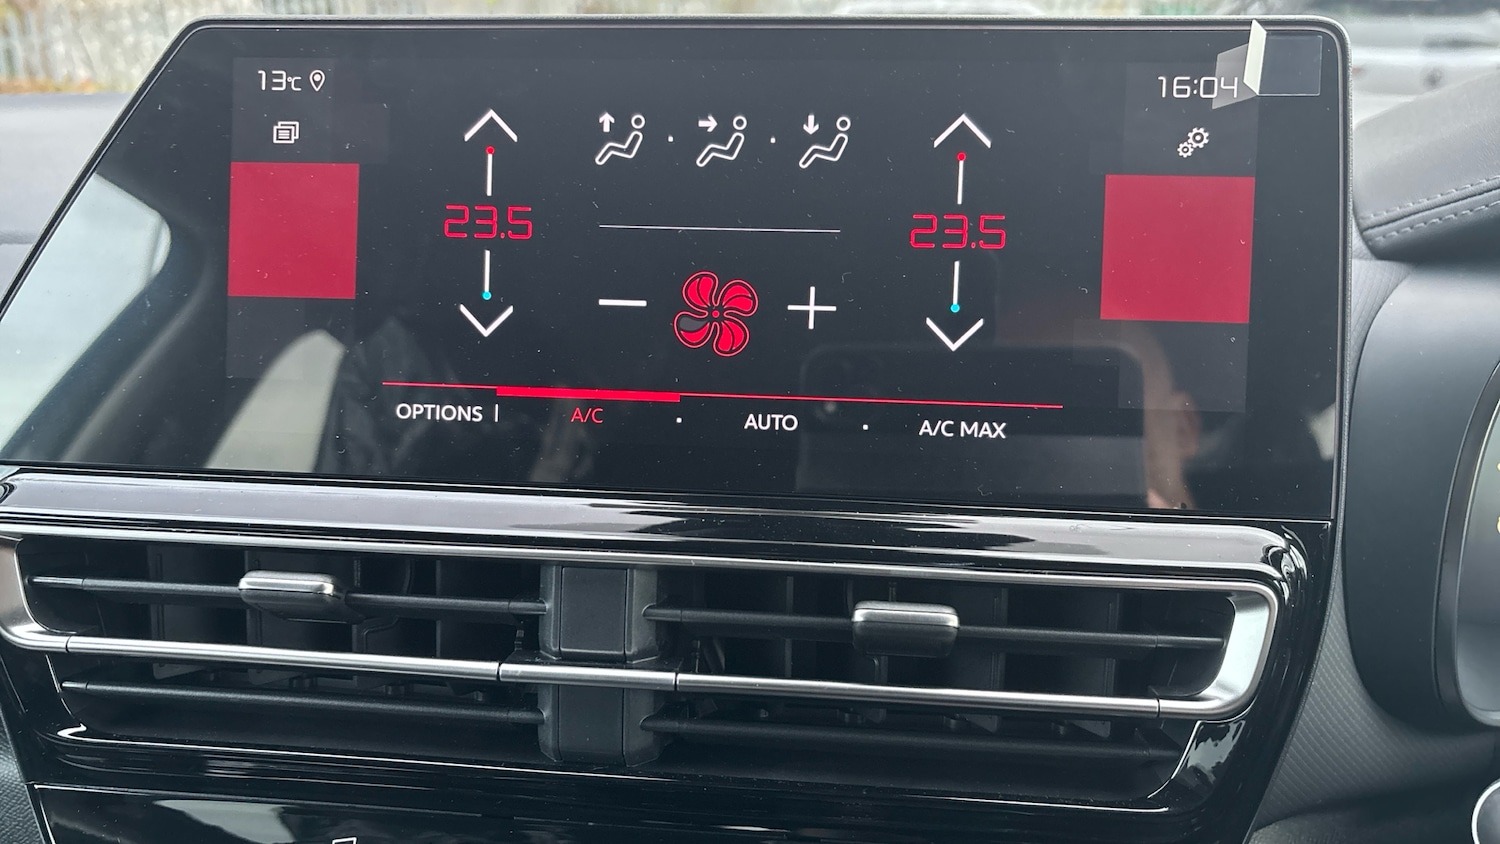 13°C
16:04
23.5
23.5
OPTIONS | A/C · AUTO · A/C MAX